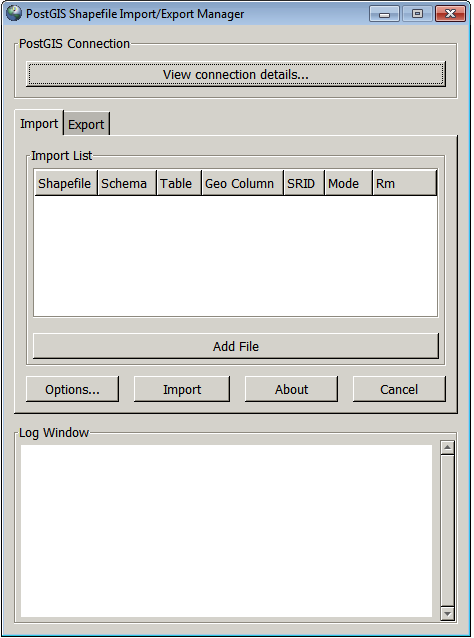 PostGIS Shapefile Import/Export Manager
PostGIS Connection
View connection details...
Import Export
Import List
Shapefile Schema Table Geo Column SRID Mode Rm
Add File
Options... Import About Cancel
Log Window